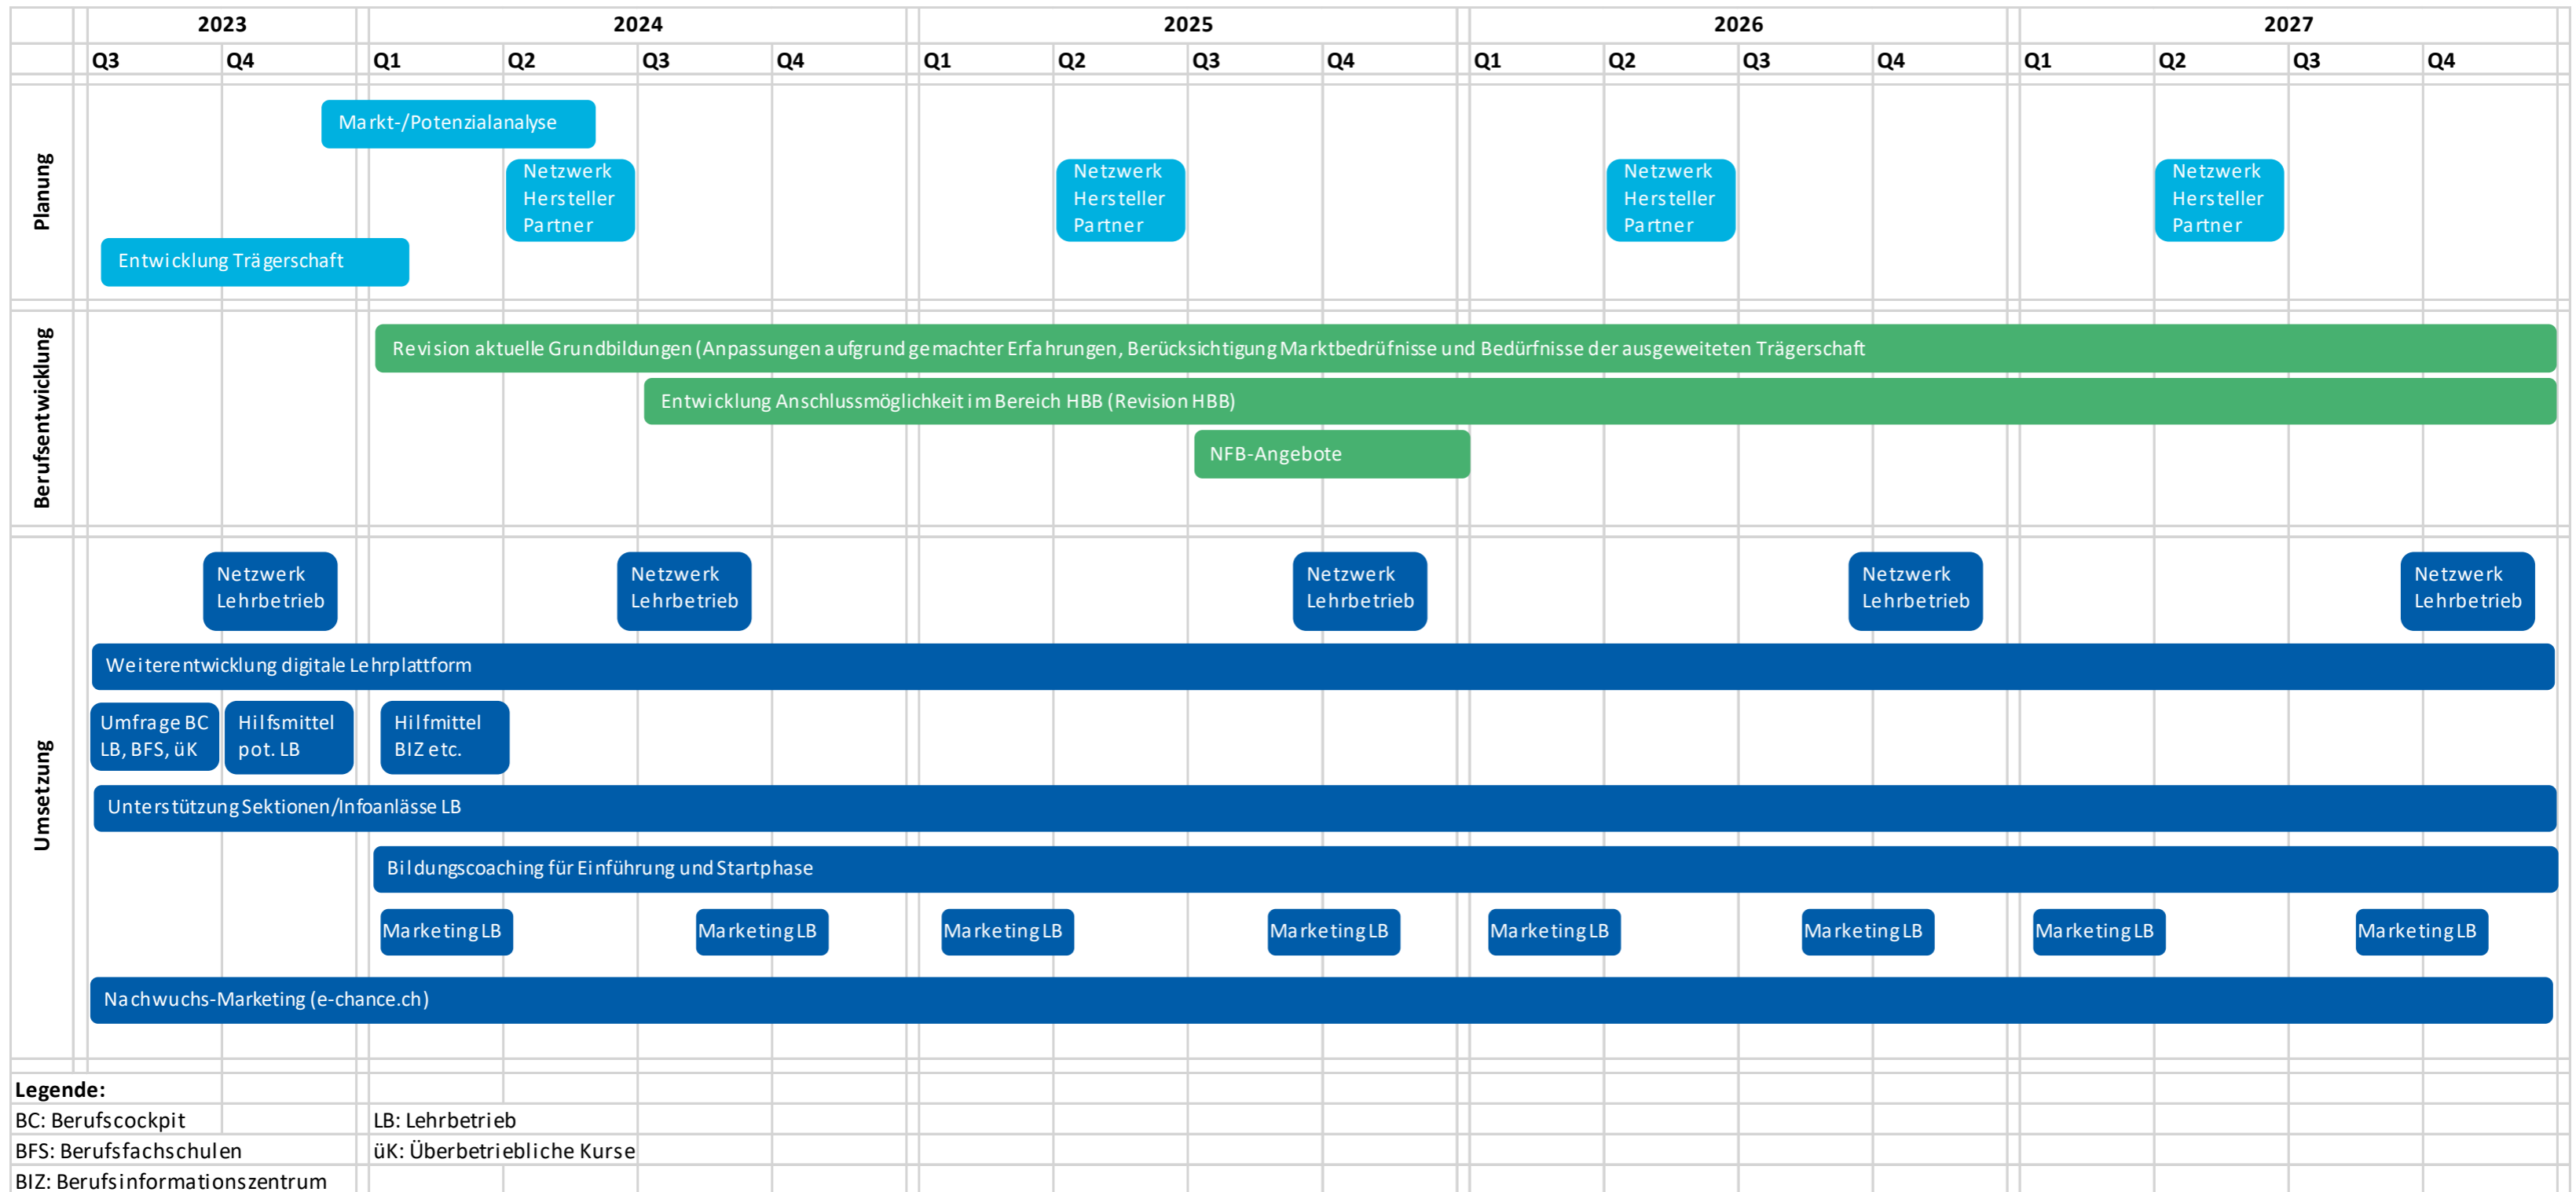 2023 2024 2025 2026 2027
Q3 Q4 Q1 Q2 Q3 Q4 Q1 Q2 Q3 Q4 Q1 Q2 Q3 Q4 Q1 Q2 Q3 Q4
Planung
Markt-/Potenzialanalyse
Netzwerk
Hersteller
Partner
Netzwerk
Hersteller
Partner
Netzwerk
Hersteller
Partner
Netzwerk
Hersteller
Partner
Entwicklung Trägerschaft
Berufsentwicklung
Revision aktuelle Grundbildungen (Anpassungen aufgrund gemachter Erfahrungen, Berücksichtigung Marktbedrüfnisse und Bedürfnisse der ausgeweiteten Trägerschaft
Entwicklung Anschlussmöglichkeit im Bereich HBB (Revision HBB)
NFB-Angebote
Umsetzung
Netzwerk
Lehrbetrieb
Netzwerk
Lehrbetrieb
Netzwerk
Lehrbetrieb
Netzwerk
Lehrbetrieb
Netzwerk
Lehrbetrieb
Weiterentwicklung digitale Lehrplattform
Umfrage BC
LB, BFS, üK
Hilfsmittel
pot. LB
Hilfmittel
BIZ etc.
Unterstützung Sektionen/Infoanlässe LB
Bildungscoaching für Einführung und Startphase
Marketing LB
Marketing LB
Marketing LB
Marketing LB
Marketing LB
Marketing LB
Marketing LB
Marketing LB
Nachwuchs-Marketing (e-chance.ch)
Legende:
BC: Berufscockpit LB: Lehrbetrieb
BFS: Berufsfachschulen üK: Überbetriebliche Kurse
BIZ: Berufsinformationszentrum